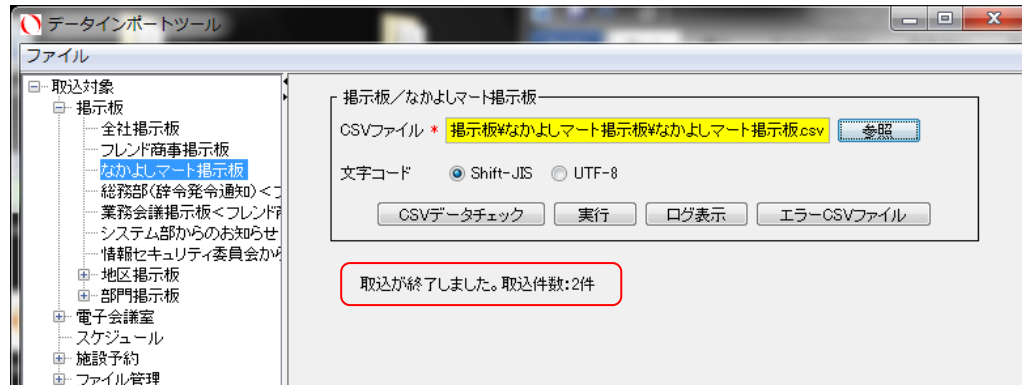 データインポートツール
ファイル
取込対象
掲示板
全社掲示板
フレンド商事掲示板
なかよしマート掲示板
総務部(辞令発令通知)<フ
業務会議掲示板<フレンド商
システム部からのお知らせ
情報セキュリティ委員会か
地区掲示板
部門掲示板
電子会議室
スケジュール
施設予約
ファイル管理
掲示板/なかよしマート掲示板
CSVファイル * 掲示板¥なかよしマート掲示板¥なかよしマート掲示板.csv 参照
文字コード Shift-JIS UTF-8
CSVデータチェック 実行 ログ表示 エラーCSVファイル
取込が終了しました。取込件数:2件